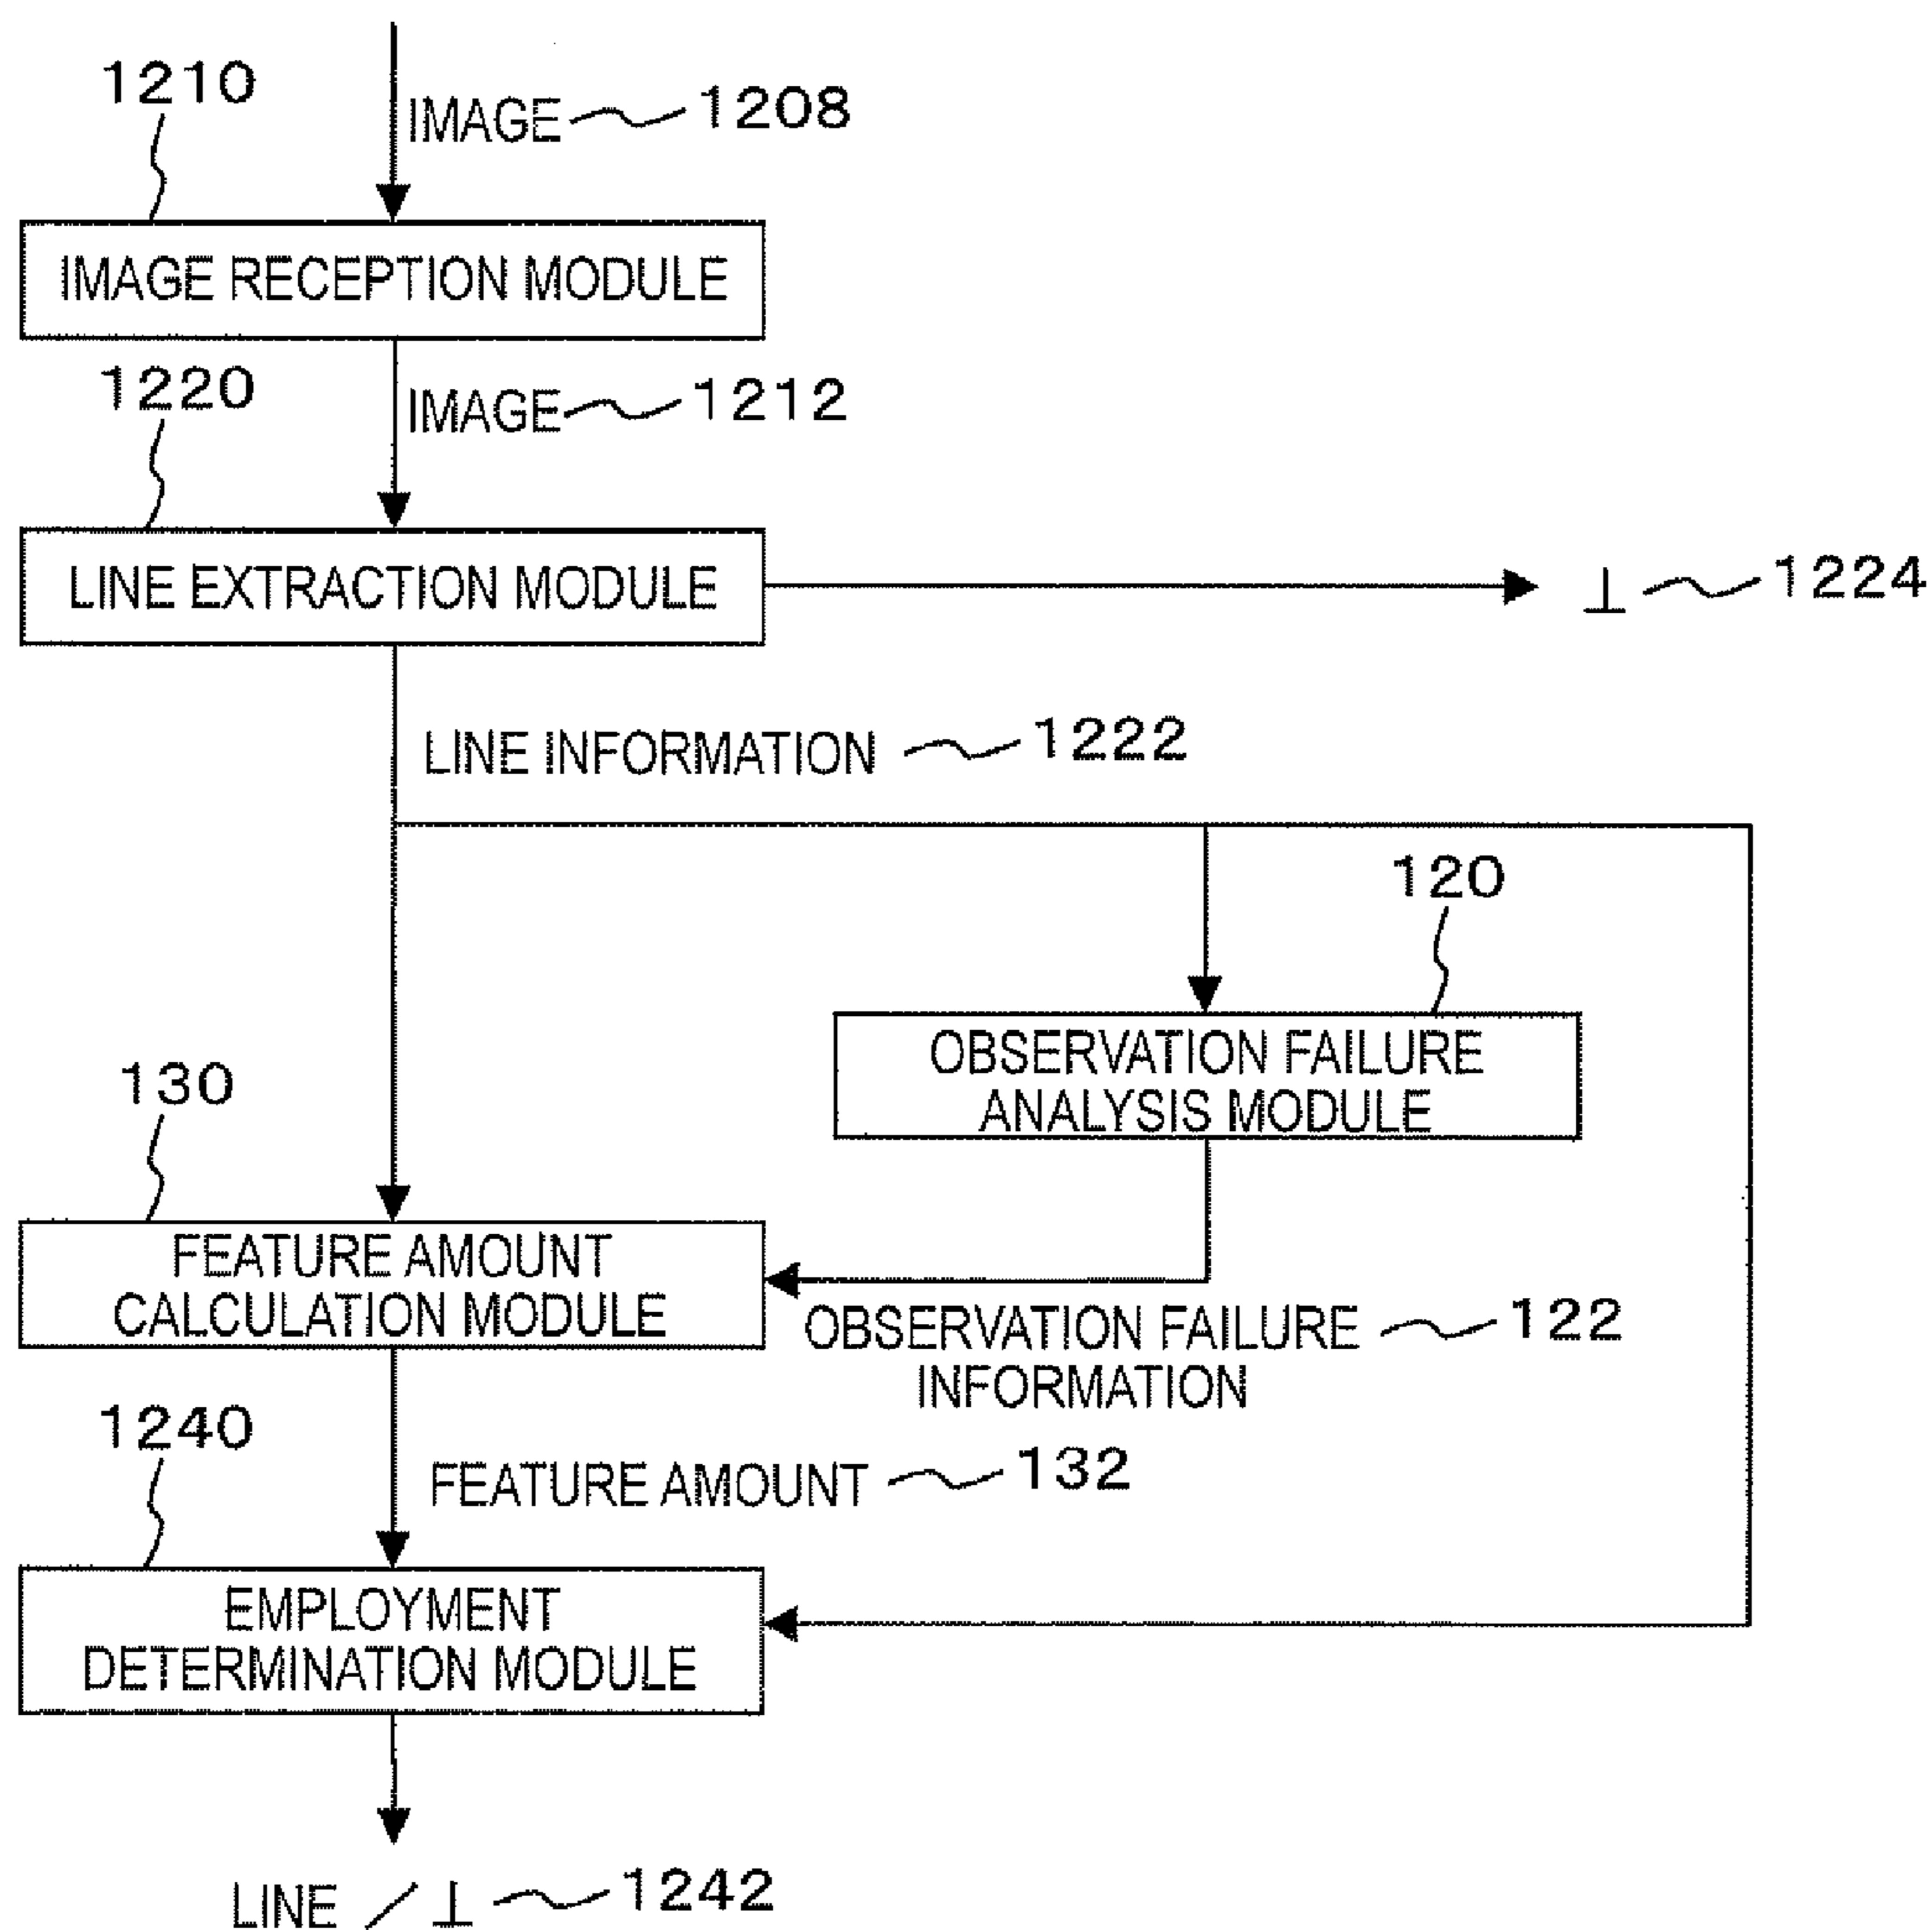 1210
IMAGE 1208
IMAGE RECEPTION MODULE
1220
IMAGE 1212
LINE EXTRACTION MODULE
⊥ 1224
LINE INFORMATION 1222
120
OBSERVATION FAILURE
ANALYSIS MODULE
130
FEATURE AMOUNT
CALCULATION MODULE
OBSERVATION FAILURE 122
INFORMATION
1240
FEATURE AMOUNT 132
EMPLOYMENT
DETERMINATION MODULE
LINE / ⊥ 1242